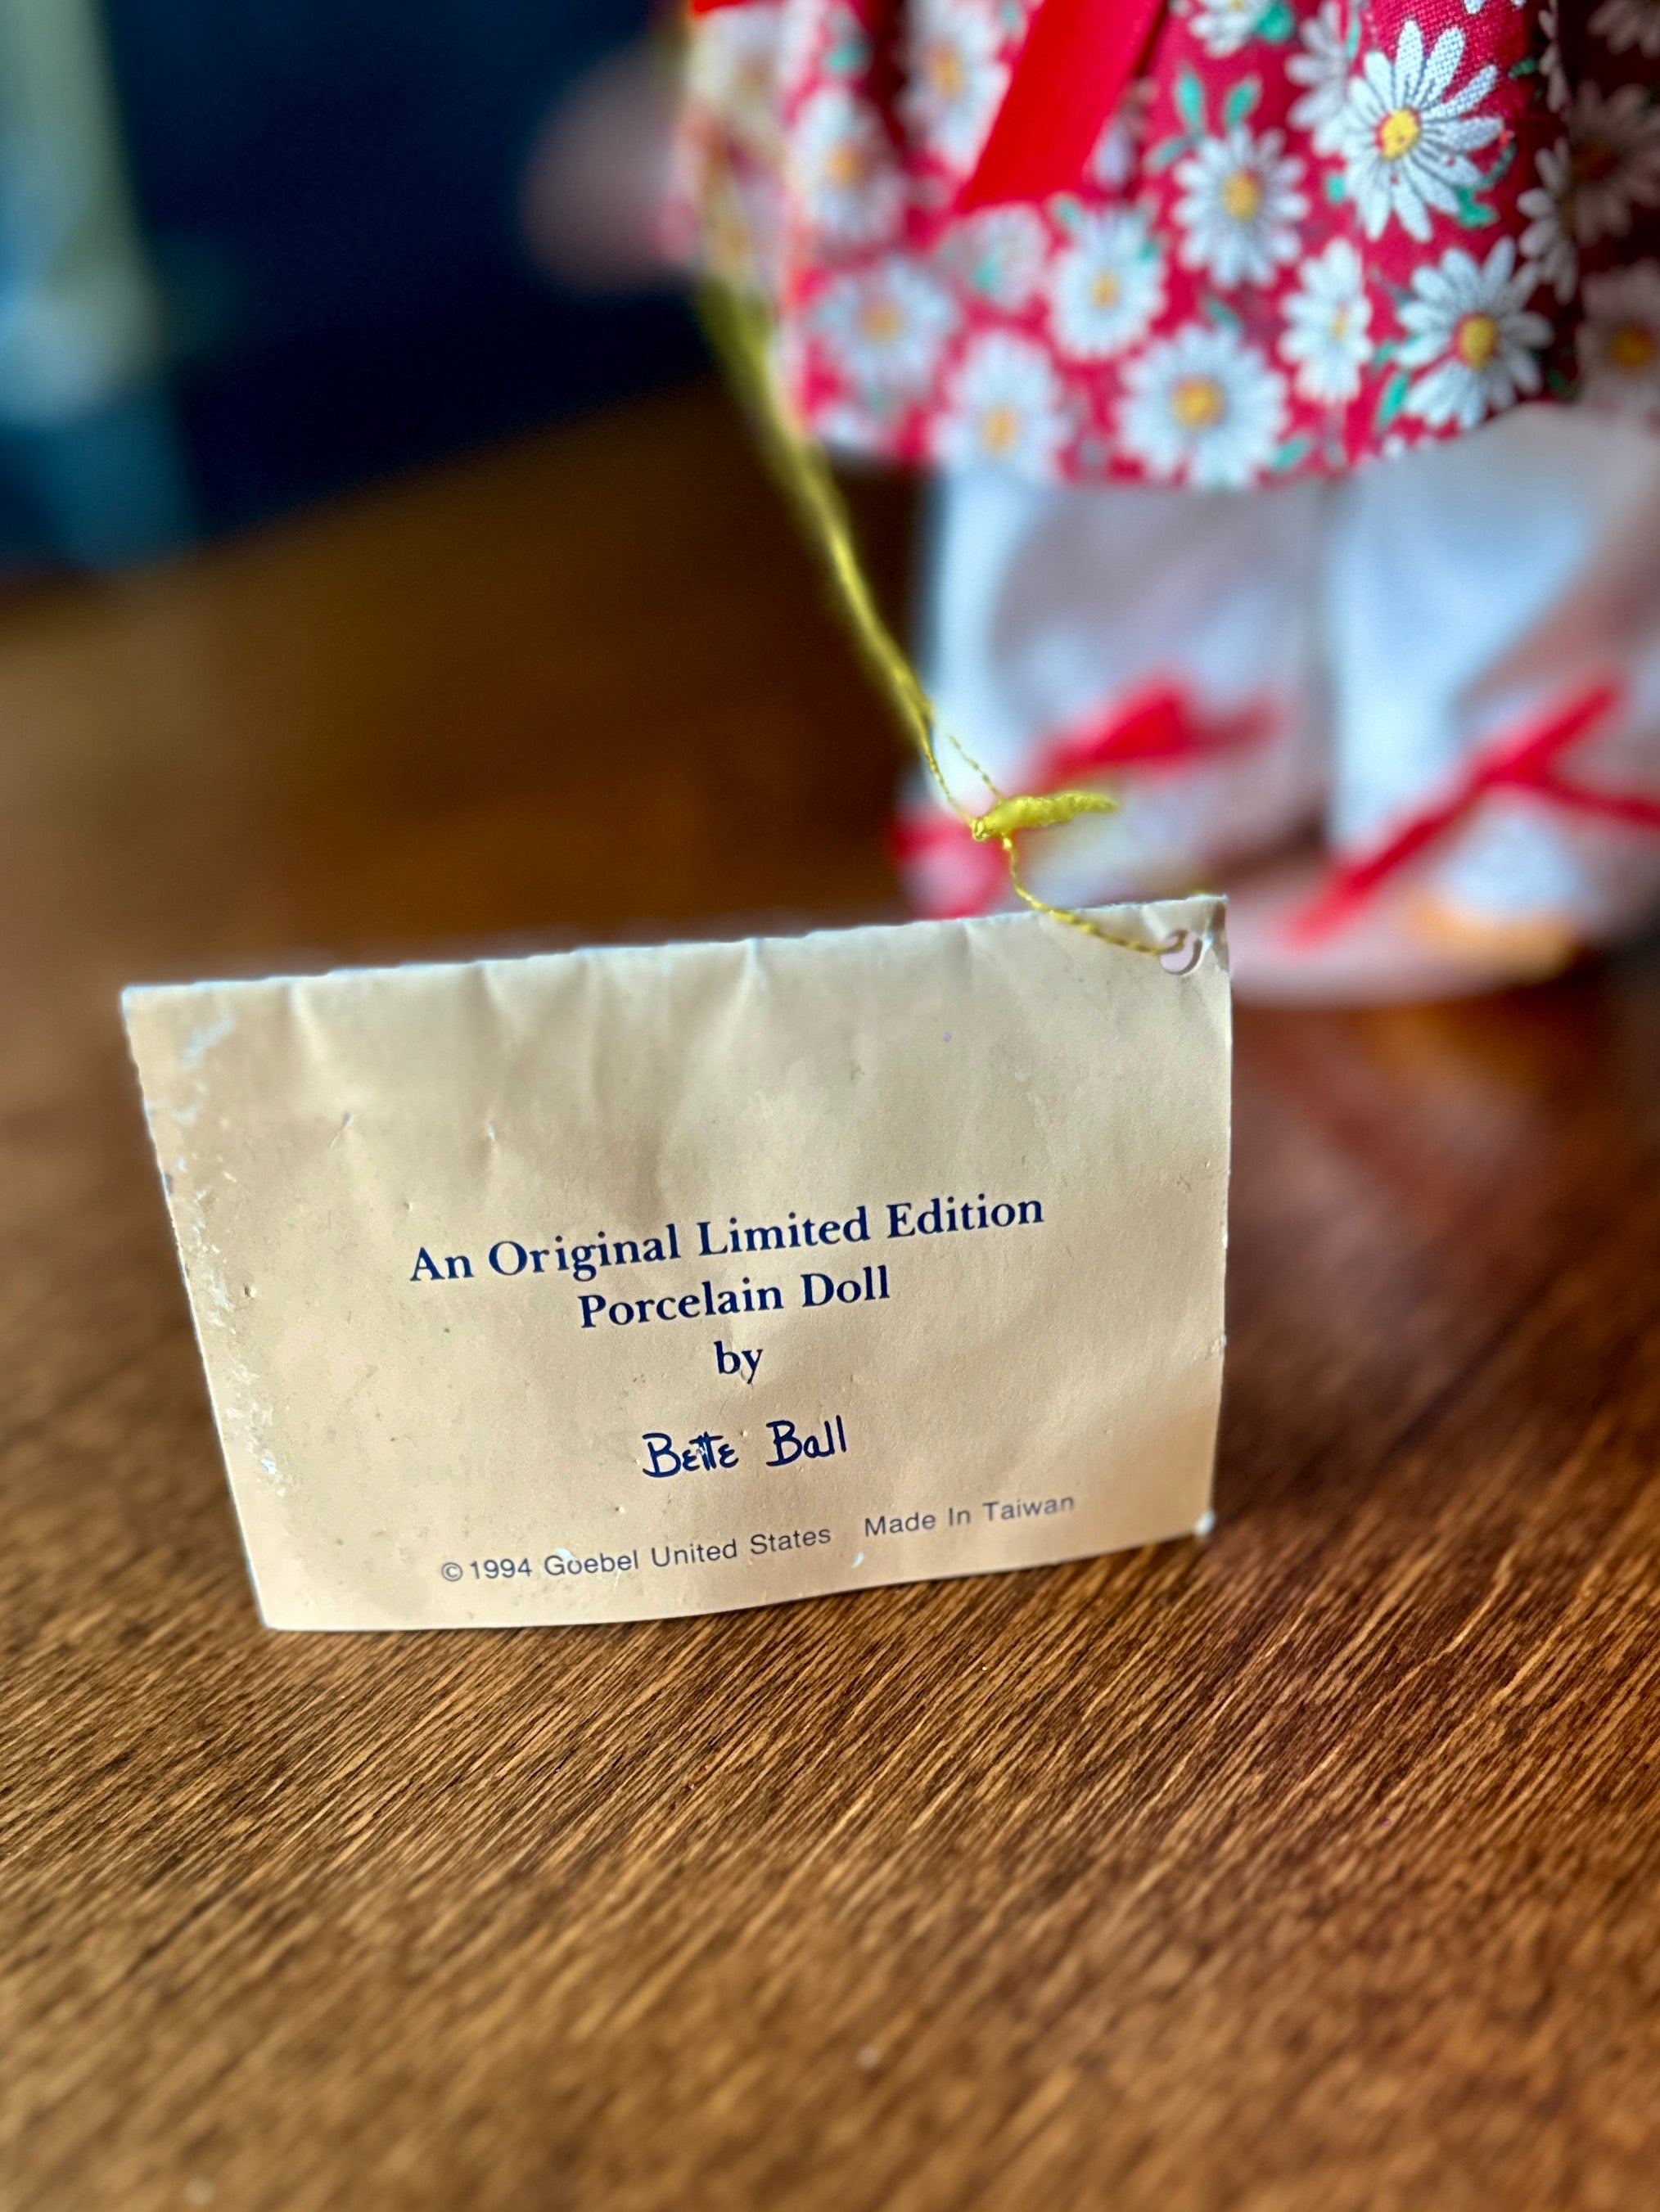 An Original Limited Edition
Porcelain Doll
by
Bette Ball
©1994 Goebel United States Made In Taiwan